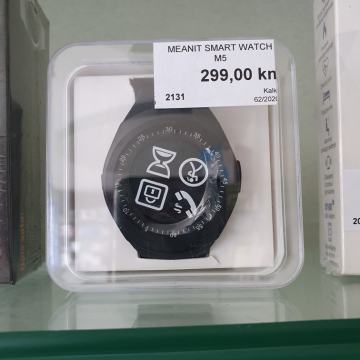 MEANIT SMART WATCH
M5
299,00 kn
2131
Kalk
62/2020